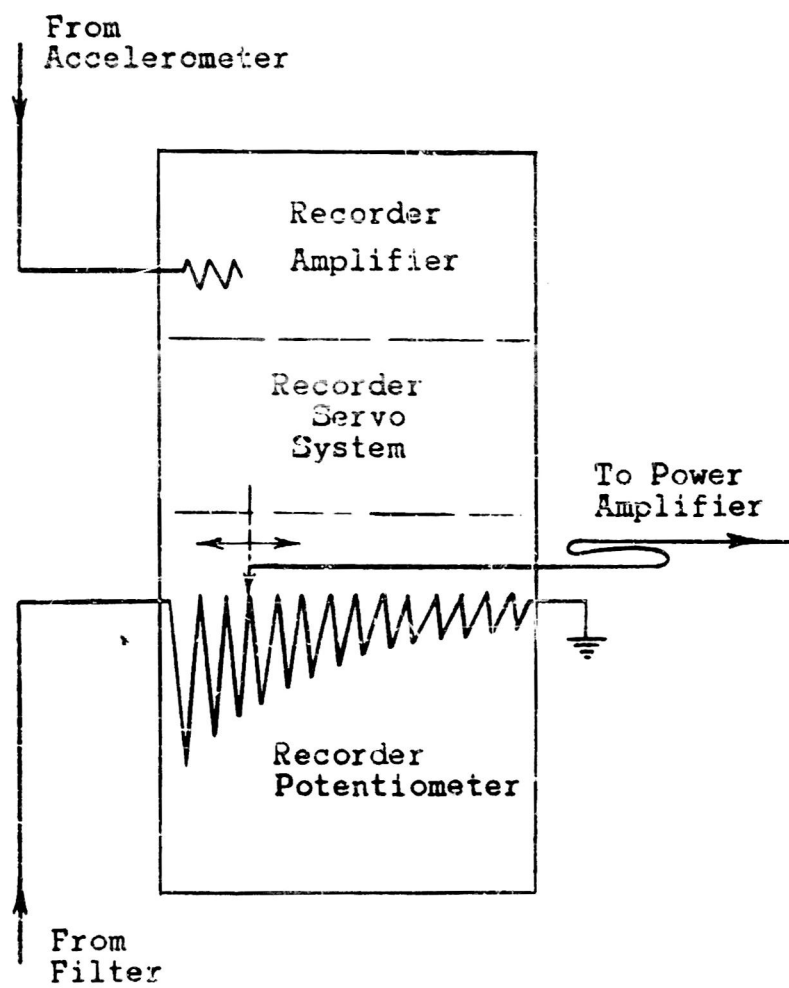 From
Accelerometer
Recorder
Amplifier
Recorder
Servo
System
To Power
Amplifier
Recorder
Potentiometer
From
Filter